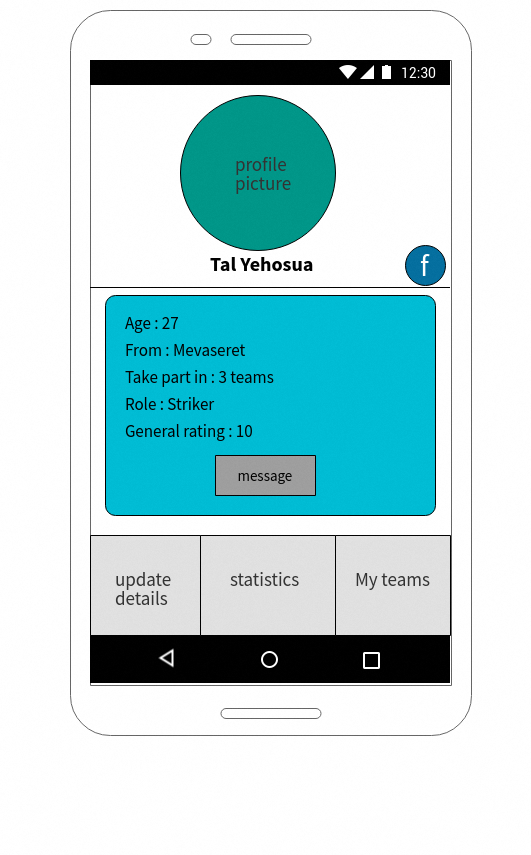 12:30
profile
picture
Tal Yehosua
f
Age : 27
From : Mevaseret
Take part in : 3 teams
Role : Striker
General rating : 10
message
update
details
statistics
My teams